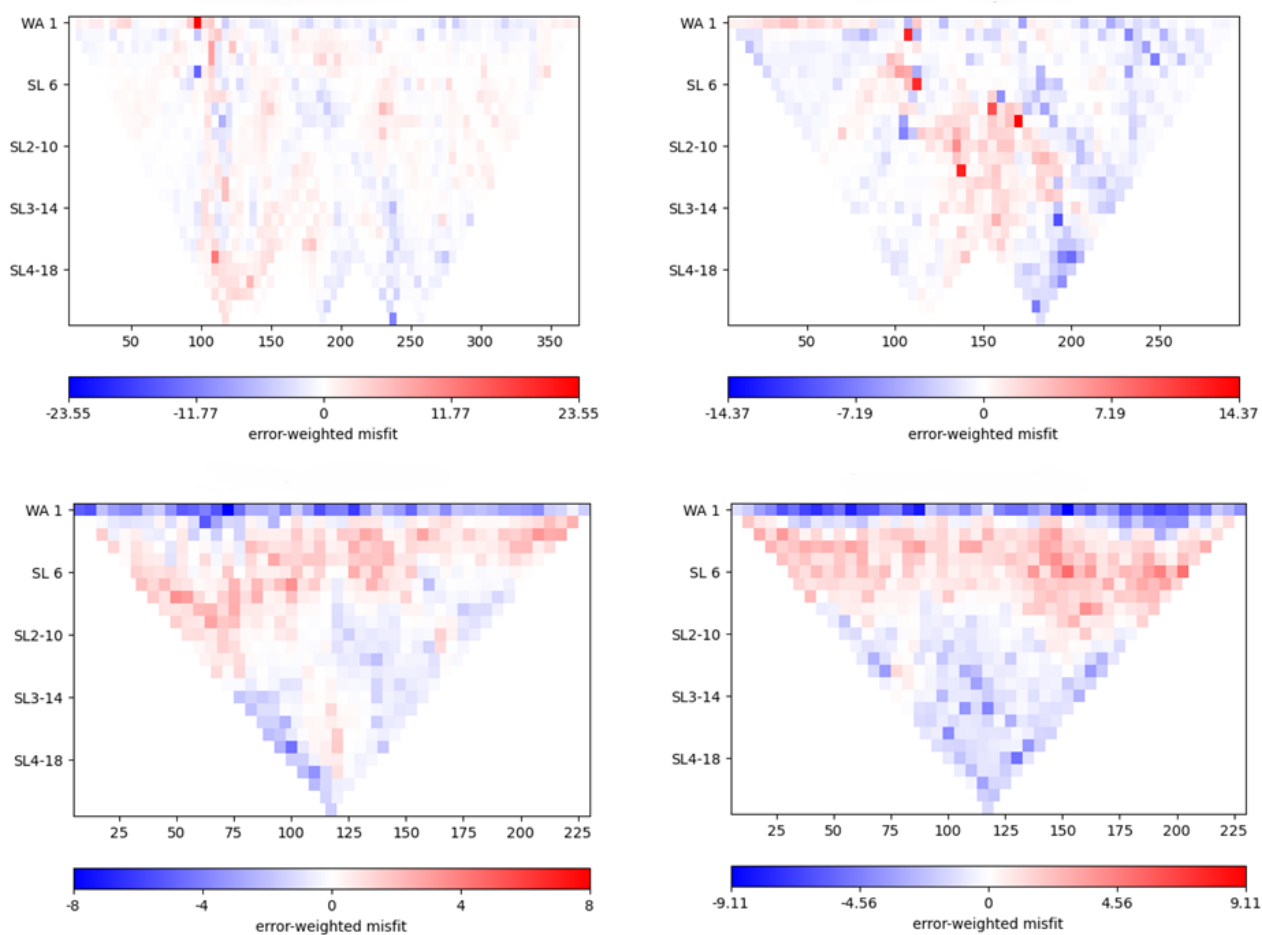 WA 1
SL 6
SL2-10
SL3-14
SL4-18
50 100 150 200 250 300 350
-23.55 -11.77 0 11.77 23.55
error-weighted misfit
WA 1
SL 6
SL2-10
SL3-14
SL4-18
50 100 150 200 250
-14.37 -7.19 0 7.19 14.37
error-weighted misfit
WA 1
SL 6
SL2-10
SL3-14
SL4-18
25 50 75 100 125 150 175 200 225
-8 -4 0 4 8
error-weighted misfit
WA 1
SL 6
SL2-10
SL3-14
SL4-18
25 50 75 100 125 150 175 200 225
-9.11 -4.56 0 4.56 9.11
error-weighted misfit